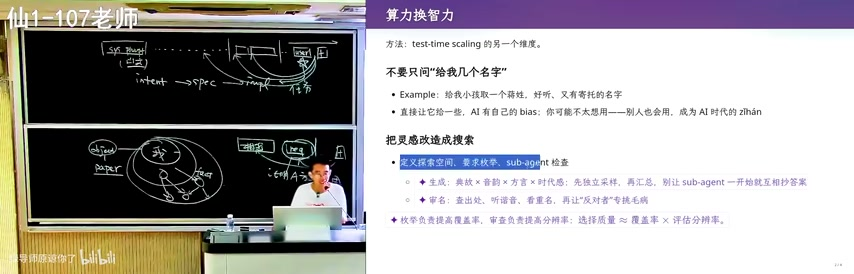 仙1-107老师
sys prompt
user
intent → spec → impl
任务
object
paper
我
req
bilibili
算力换智力
方法：test-time scaling 的另一个维度。
不要只问“给我几个名字”
• Example：给我小孩取一个蒋姓，好听、又有寄托的名字
• 直接让它给一些，AI 有自己的 bias：你可能不太想用——别人也会用，成为 AI 时代的 zǐhán
把灵感改造成搜索
• 定义探索空间、要求枚举、sub-agent 检查
✦ 生成：典故 × 音韵 × 方言 × 时代感：先独立采样，再汇总，别让 sub-agent 一开始就互相抄答案
✦ 审名：查出处、听谐音、看重名，再让“反对者”专挑毛病
✦ 枚举负责提高覆盖率，审查负责提高分辨率：选择质量 ≈ 覆盖率 × 评估分辨率。